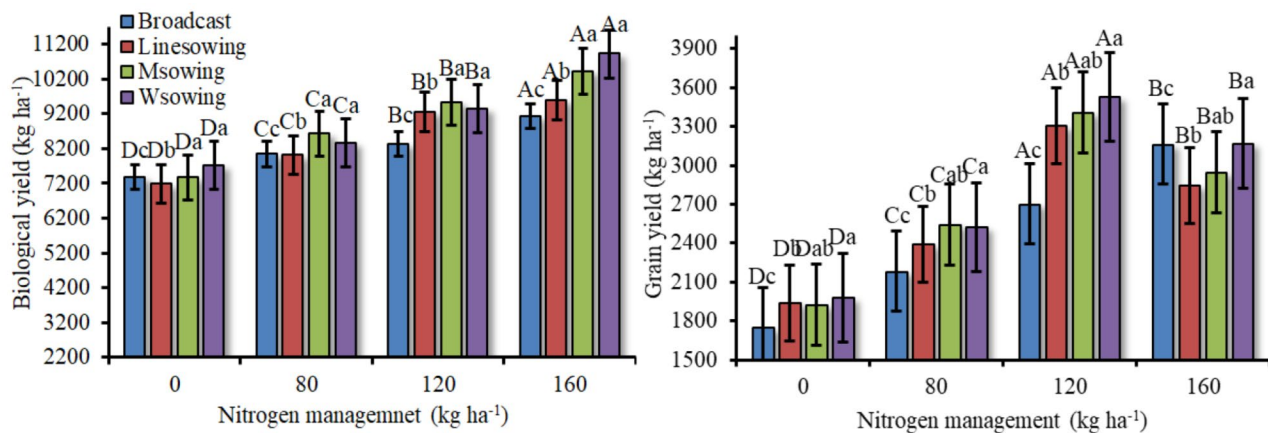 Broadcast
Linesowing
Msowing
Wsowing
Biological yield (kg ha⁻¹)
11200
10200
9200
8200
7200
6200
5200
4200
3200
2200
Dc Db Da Da
Cc Cb Ca Ca
Bc Bb Ba Ba
Ac Ab Aa Aa
0 80 120 160
Nitrogen managemnet (kg ha⁻¹)
Grain yield (kg ha⁻¹)
3900
3600
3300
3000
2700
2400
2100
1800
1500
Dc Db Dab Da
Cc Cb Cab Ca
Ac Ab Aab Aa
Bc Bb Bab Ba
0 80 120 160
Nitrogen management (kg ha⁻¹)